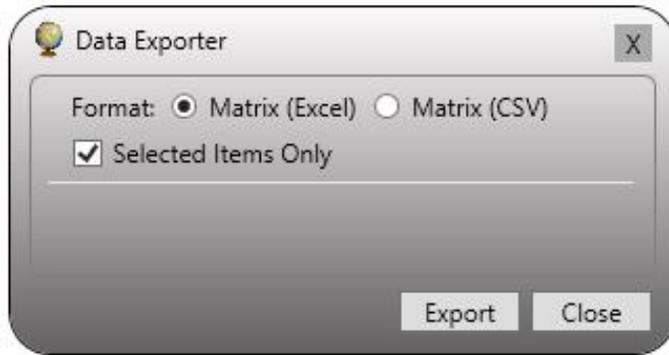 Data Exporter X
Format: Matrix (Excel) Matrix (CSV)
Selected Items Only
Export Close